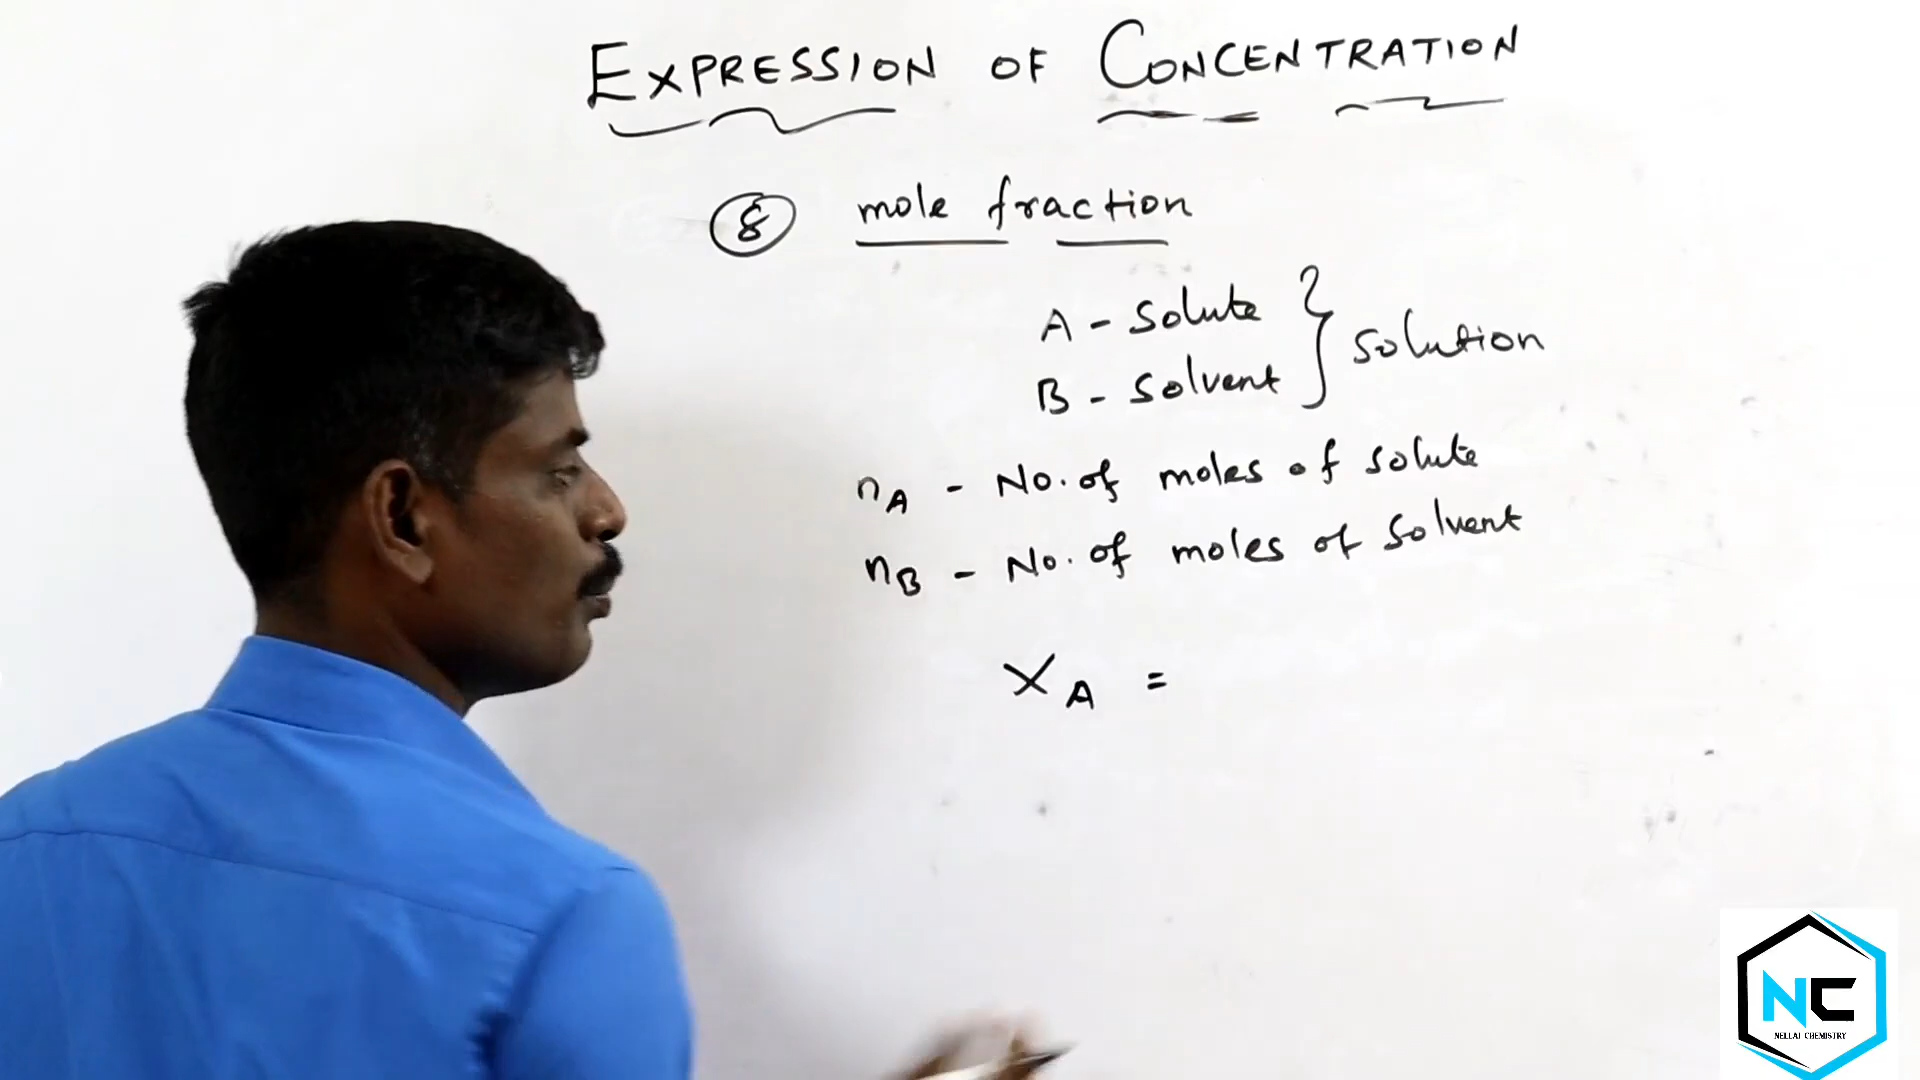 EXPRESSION OF CONCENTRATION
8 mole fraction
A - Solute
B - Solvent } Solution
nA - No. of moles of solute
nB - No. of moles of solvent
XA =
NC
NELLAI CHEMISTRY